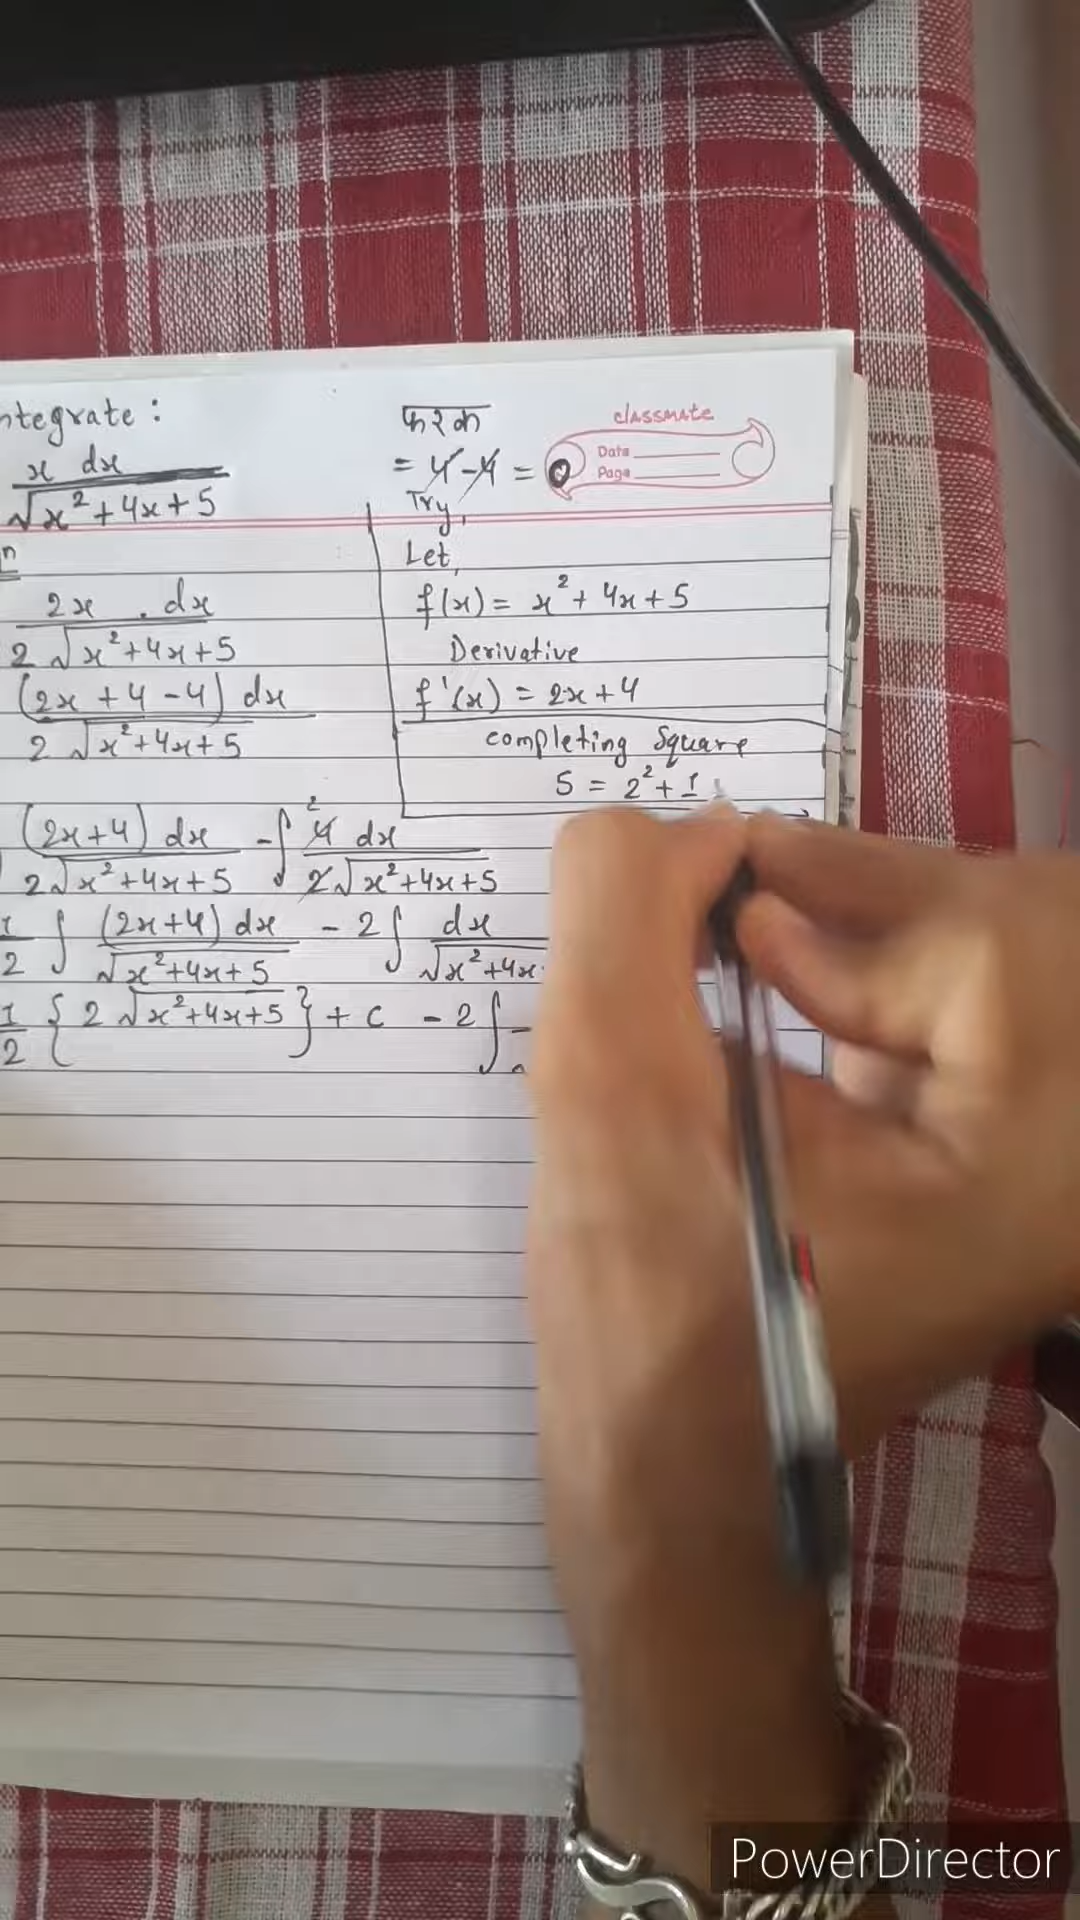 ntegrate :
x dx
√x²+4x+5
n
2x . dx
2√x²+4x+5
(2x+4-4) dx
2√x²+4x+5
(2x+4) dx - ∫ 4 dx 2
2√x²+4x+5 2√x²+4x+5
1/2 ∫ (2x+4) dx / √x²+4x+5 - 2∫ dx / √x²+4x
1/2 { 2√x²+4x+5 } + c - 2∫
= 4-4 = 0
Try,
Let,
f(x) = x²+4x+5
Derivative
f'(x) = 2x+4
completing Square
5 = 2²+1
classmate
Date
Page
PowerDirector